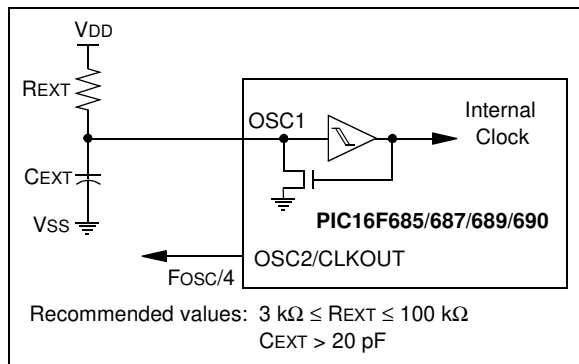 VDD
REXT
OSC1
Internal
Clock
CEXT
VSS
PIC16F685/687/689/690
OSC2/CLKOUT
FOSC/4
Recommended values: 3 kΩ ≤ REXT ≤ 100 kΩ
CEXT > 20 pF